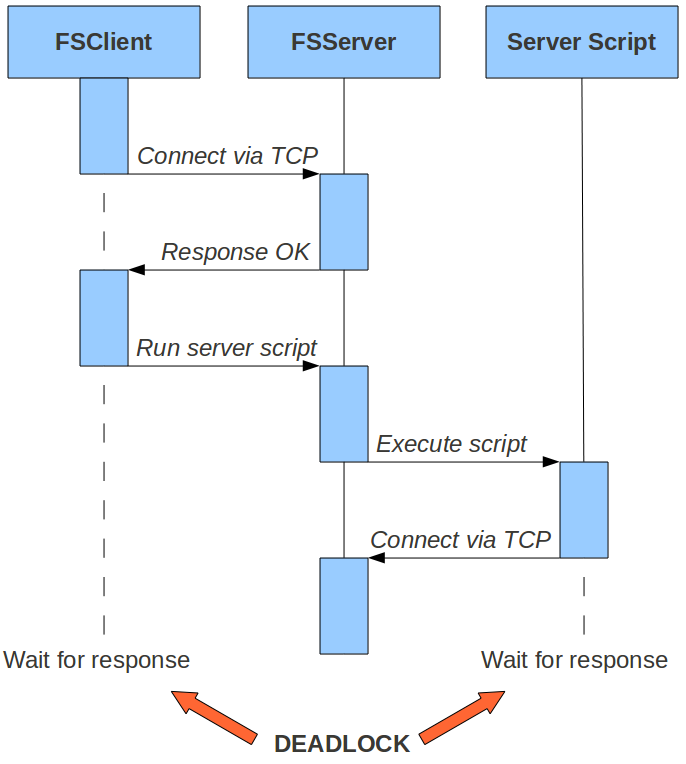 FSClient
FSServer
Server Script
Connect via TCP
Response OK
Run server script
Execute script
Connect via TCP
Wait for response
Wait for response
DEADLOCK